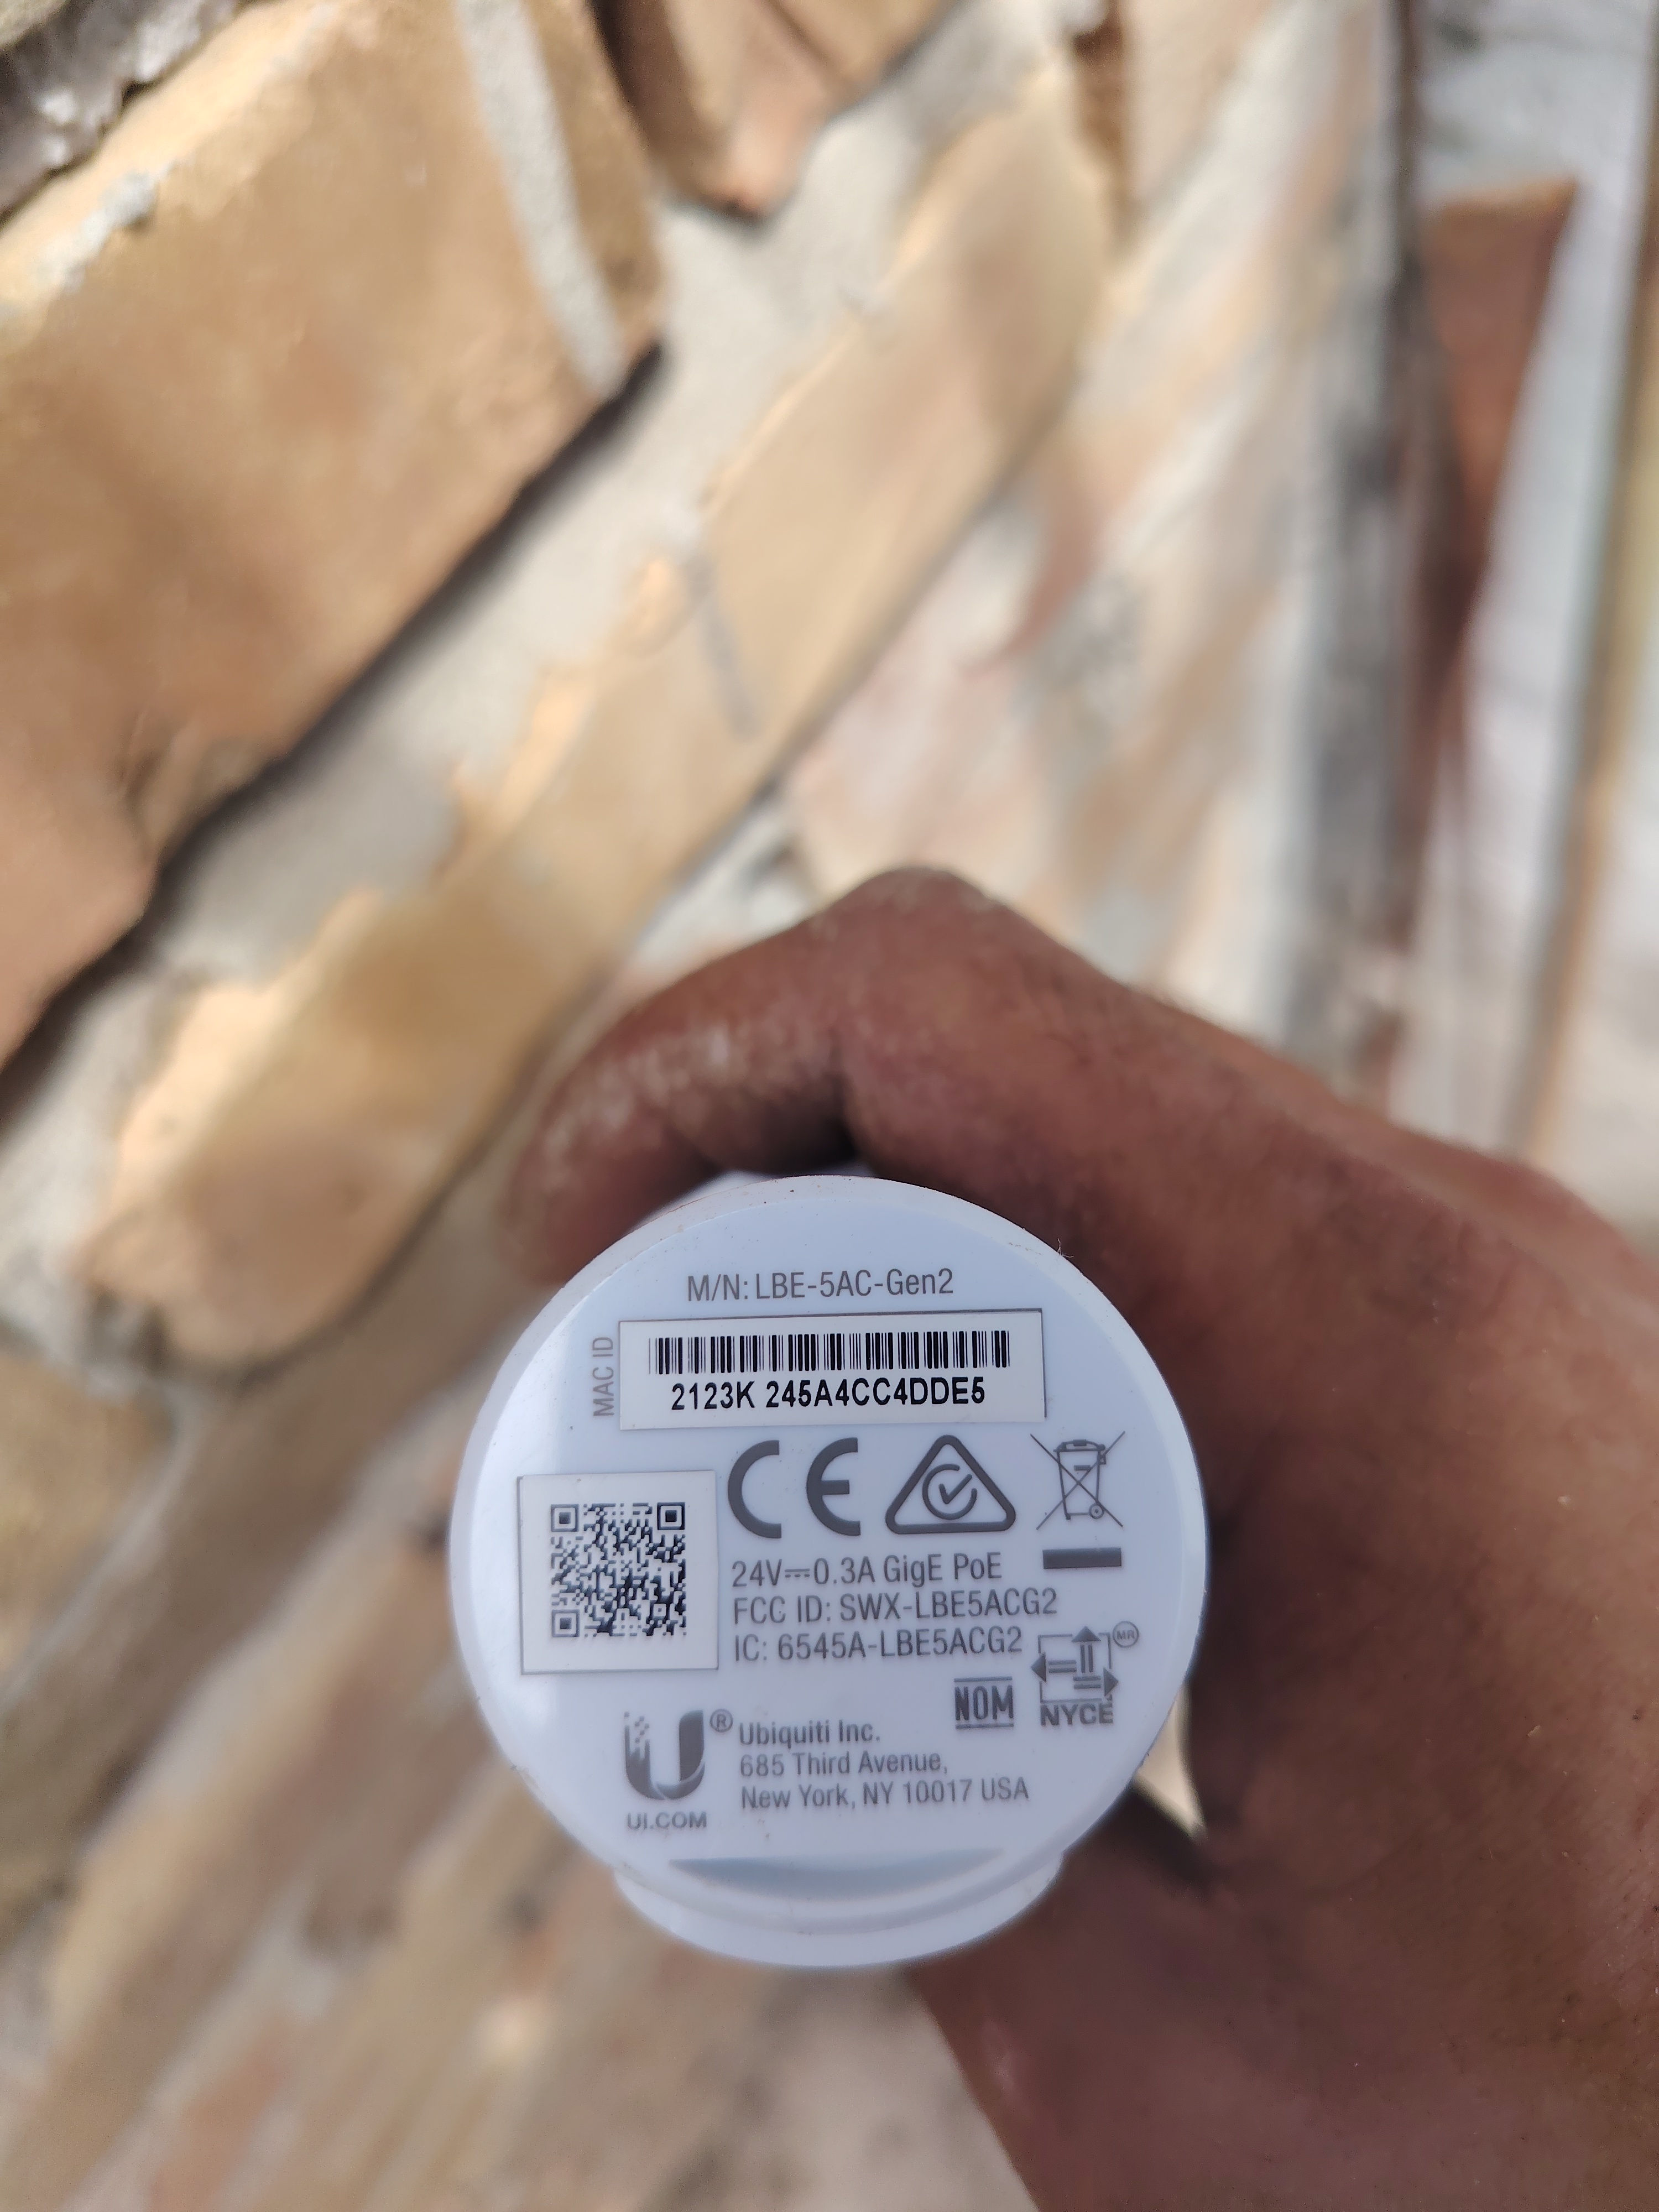 M/N: LBE-5AC-Gen2
MAC ID
2123K 245A4CC4DDE5
CE
24V⎓0.3A GigE PoE
FCC ID: SWX-LBE5ACG2
IC: 6545A-LBE5ACG2
MR
NOM
NYCE
U®
Ubiquiti Inc.
685 Third Avenue,
New York, NY 10017 USA
UI.COM